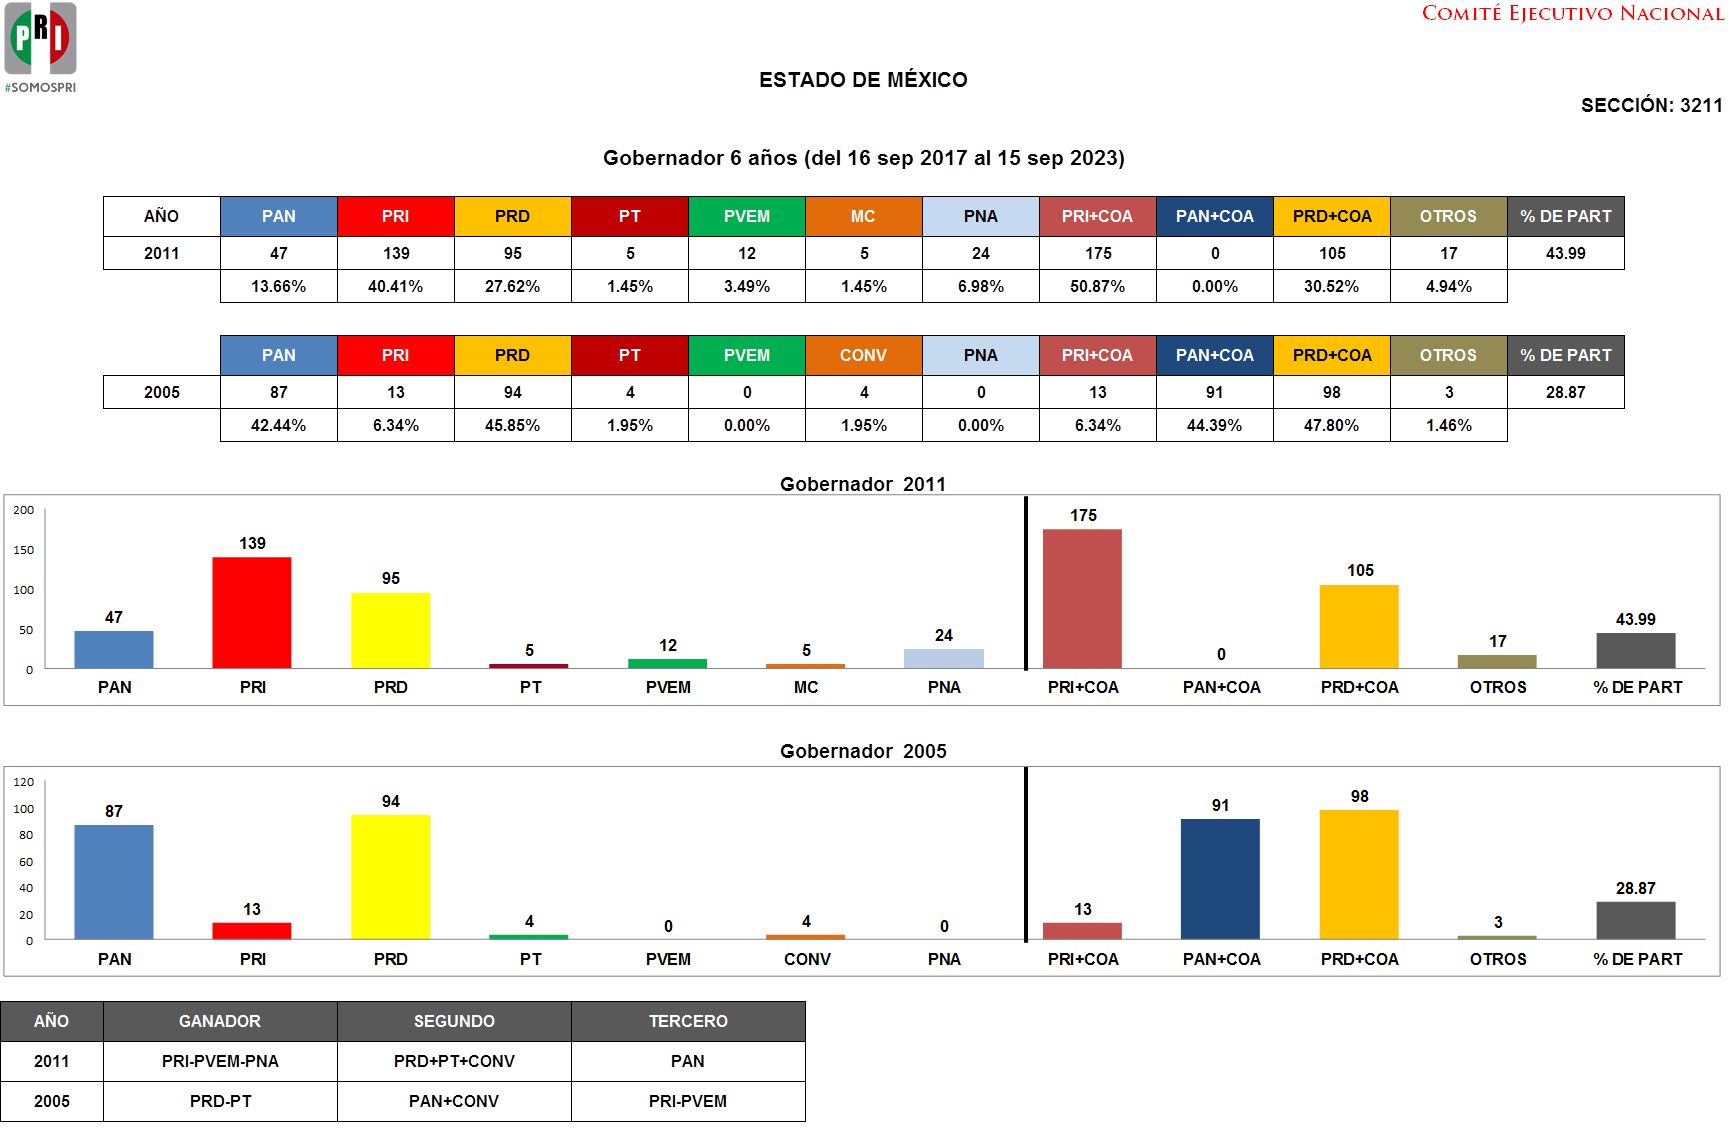 PRI
#SOMOSPRI
COMITÉ EJECUTIVO NACIONAL
ESTADO DE MÉXICO
SECCIÓN: 3211
Gobernador 6 años (del 16 sep 2017 al 15 sep 2023)
AÑO PAN PRI PRD PT PVEM MC PNA PRI+COA PAN+COA PRD+COA OTROS % DE PART
2011 47 139 95 5 12 5 24 175 0 105 17 43.99
13.66% 40.41% 27.62% 1.45% 3.49% 1.45% 6.98% 50.87% 0.00% 30.52% 4.94%
PAN PRI PRD PT PVEM CONV PNA PRI+COA PAN+COA PRD+COA OTROS % DE PART
2005 87 13 94 4 0 4 0 13 91 98 3 28.87
42.44% 6.34% 45.85% 1.95% 0.00% 1.95% 0.00% 6.34% 44.39% 47.80% 1.46%
Gobernador 2011
200
150
100
50
0
47 139 95 5 12 5 24 175 0 105 17 43.99
PAN PRI PRD PT PVEM MC PNA PRI+COA PAN+COA PRD+COA OTROS % DE PART
Gobernador 2005
120
100
80
60
40
20
0
87 13 94 4 0 4 0 13 91 98 3 28.87
PAN PRI PRD PT PVEM CONV PNA PRI+COA PAN+COA PRD+COA OTROS % DE PART
AÑO GANADOR SEGUNDO TERCERO
2011 PRI-PVEM-PNA PRD+PT+CONV PAN
2005 PRD-PT PAN+CONV PRI-PVEM